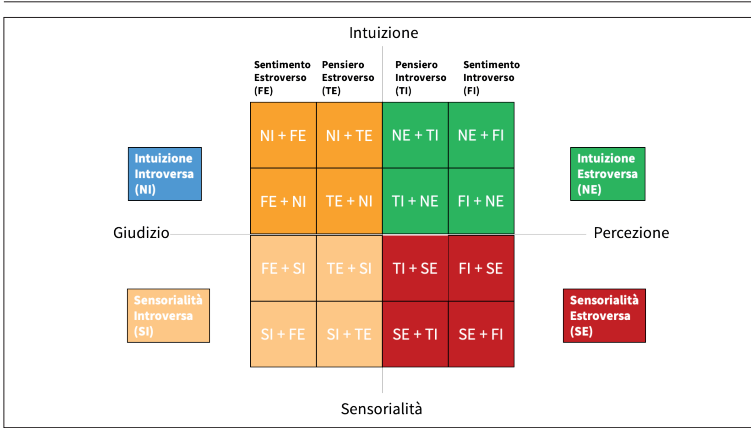 Intuizione
Sentimento
Estroverso
(FE)
Pensiero
Estroverso
(TE)
Pensiero
Introverso
(TI)
Sentimento
Introverso
(FI)
NI + FE
NI + TE
NE + TI
NE + FI
Intuizione
Introversa
(NI)
Intuizione
Estroversa
(NE)
FE + NI
TE + NI
TI + NE
FI + NE
Giudizio
Percezione
FE + SI
TE + SI
TI + SE
FI + SE
Sensorialità
Introversa
(SI)
Sensorialità
Estroversa
(SE)
SI + FE
SI + TE
SE + TI
SE + FI
Sensorialità